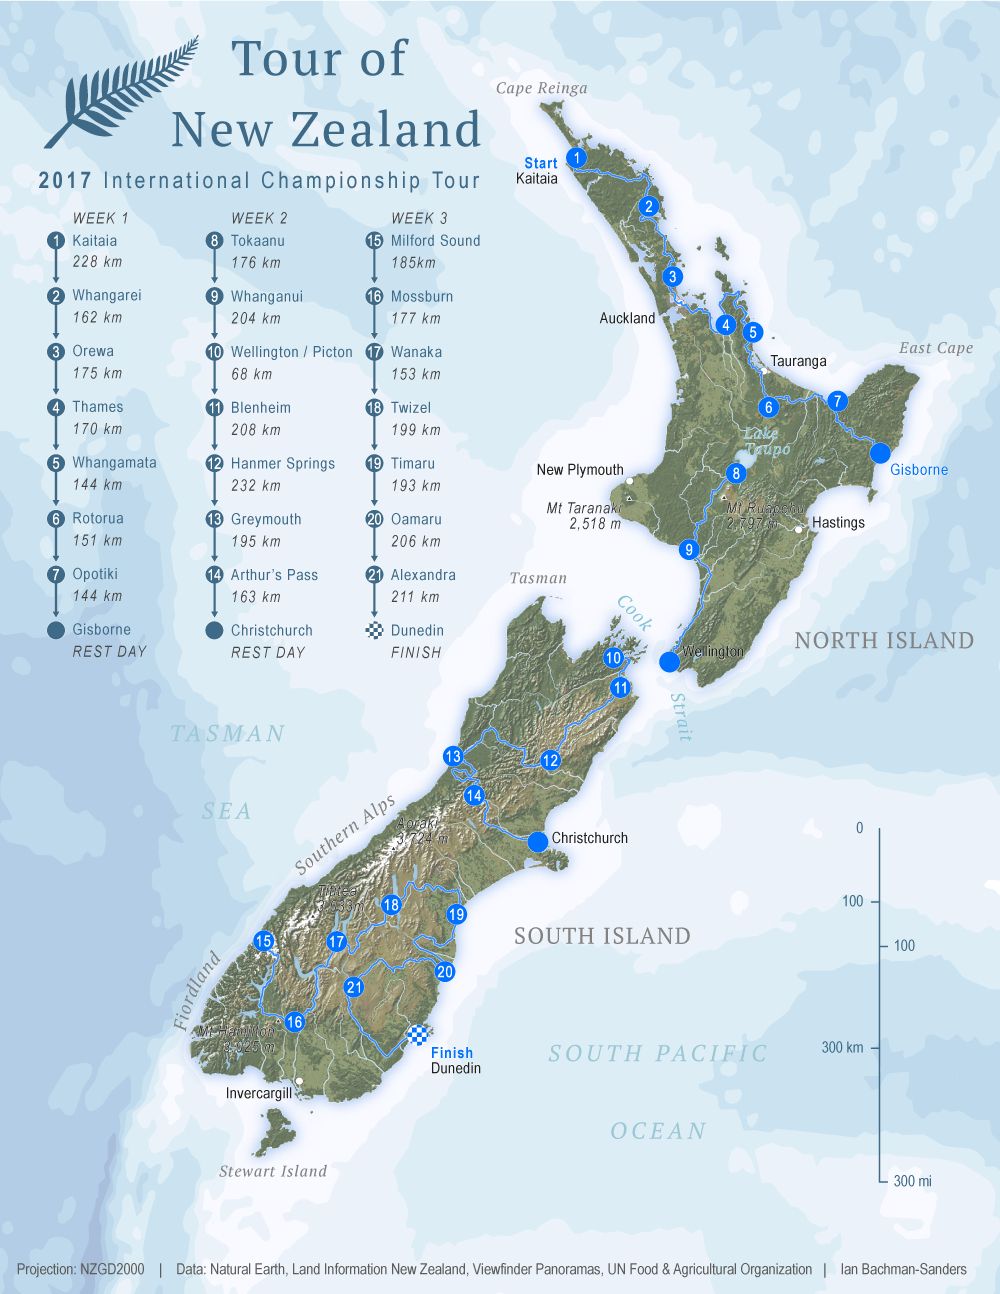 Tour of
New Zealand
2017 International Championship Tour
WEEK 1
1 Kaitaia
228 km
2 Whangarei
162 km
3 Orewa
175 km
4 Thames
170 km
5 Whangamata
144 km
6 Rotorua
151 km
7 Opotiki
144 km
Gisborne
REST DAY
WEEK 2
8 Tokaanu
176 km
9 Whanganui
204 km
10 Wellington / Picton
68 km
11 Blenheim
208 km
12 Hanmer Springs
232 km
13 Greymouth
195 km
14 Arthur's Pass
163 km
Christchurch
REST DAY
WEEK 3
15 Milford Sound
185km
16 Mossburn
177 km
17 Wanaka
153 km
18 Twizel
199 km
19 Timaru
193 km
20 Oamaru
206 km
21 Alexandra
211 km
Dunedin
FINISH
Cape Reinga
Start
Kaitaia
1
2
3
Auckland
4
5
East Cape
Tauranga
6
7
Lake
Taupo
Gisborne
New Plymouth
8
Mt Taranaki
2,518 m
Mt Ruapehu
2,797 m
Hastings
9
Tasman
Cook
Strait
NORTH ISLAND
Wellington
10
11
TASMAN
SEA
13
12
14
Southern Alps
Aoraki
3,724 m
Christchurch
18
19
SOUTH ISLAND
15
17
20
21
Fiordland
16
Mt Hamilton
Finish
Dunedin
Invercargill
Stewart Island
SOUTH PACIFIC
OCEAN
0
100
100
300 km
300 mi
Projection: NZGD2000 | Data: Natural Earth, Land Information New Zealand, Viewfinder Panoramas, UN Food & Agricultural Organization | Ian Bachman-Sanders